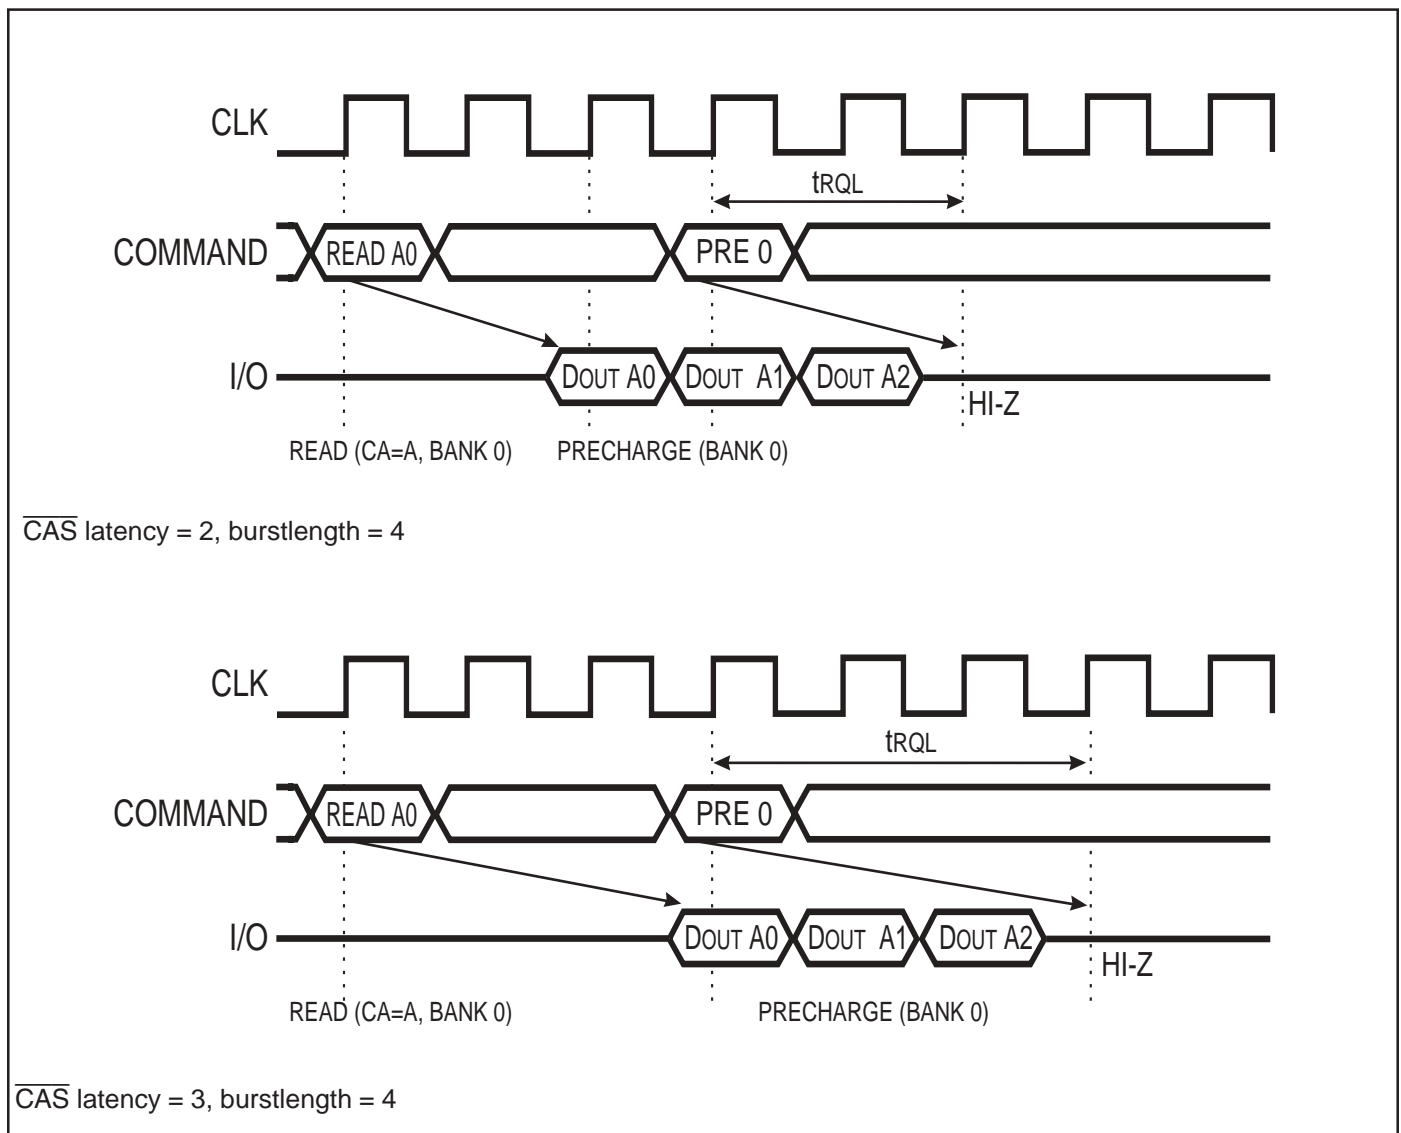 CLK
tRQL
COMMAND
READ A0
PRE 0
I/O
DOUT A0
DOUT A1
DOUT A2
HI-Z
READ (CA=A, BANK 0)
PRECHARGE (BANK 0)
C̅A̅S̅ latency = 2, burstlength = 4
CLK
tRQL
COMMAND
READ A0
PRE 0
I/O
DOUT A0
DOUT A1
DOUT A2
HI-Z
READ (CA=A, BANK 0)
PRECHARGE (BANK 0)
C̅A̅S̅ latency = 3, burstlength = 4